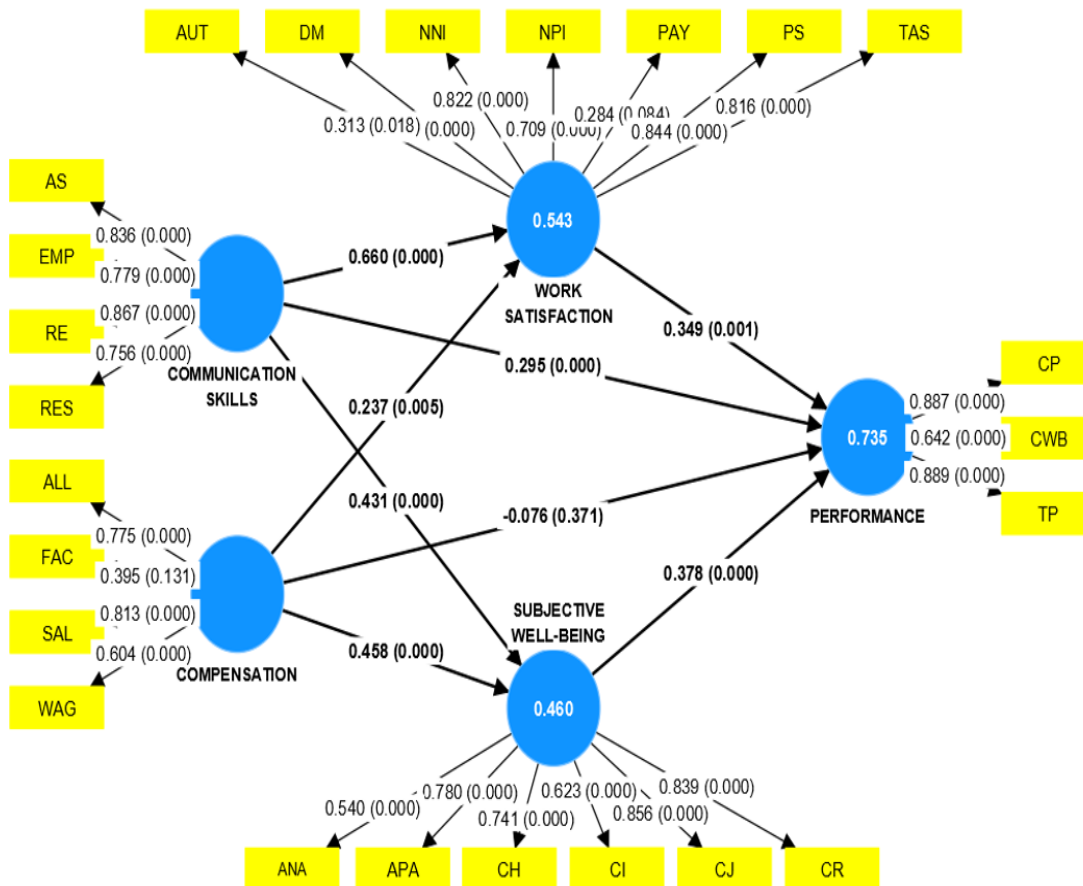 AUT DM NNI NPI PAY PS TAS
0.822 (0.000)
0.284 (0.084)
0.816 (0.000)
0.313 (0.018)
(0.000)
0.709 (0.000)
0.844 (0.000)
AS
0.836 (0.000)
EMP
0.779 (0.000)
RE
0.867 (0.000)
0.756 (0.000)
RES
COMMUNICATION
SKILLS
0.543
WORK
SATISFACTION
0.660 (0.000)
0.349 (0.001)
0.295 (0.000)
0.237 (0.005)
0.431 (0.000)
-0.076 (0.371)
0.378 (0.000)
0.458 (0.000)
CP
0.887 (0.000)
0.735
0.642 (0.000)
CWB
0.889 (0.000)
TP
PERFORMANCE
ALL
0.775 (0.000)
FAC
0.395 (0.131)
SAL
0.813 (0.000)
0.604 (0.000)
WAG
COMPENSATION
SUBJECTIVE
WELL-BEING
0.460
0.540 (0.000)
0.780 (0.000)
0.741 (0.000)
0.623 (0.000)
0.856 (0.000)
0.839 (0.000)
ANA APA CH CI CJ CR